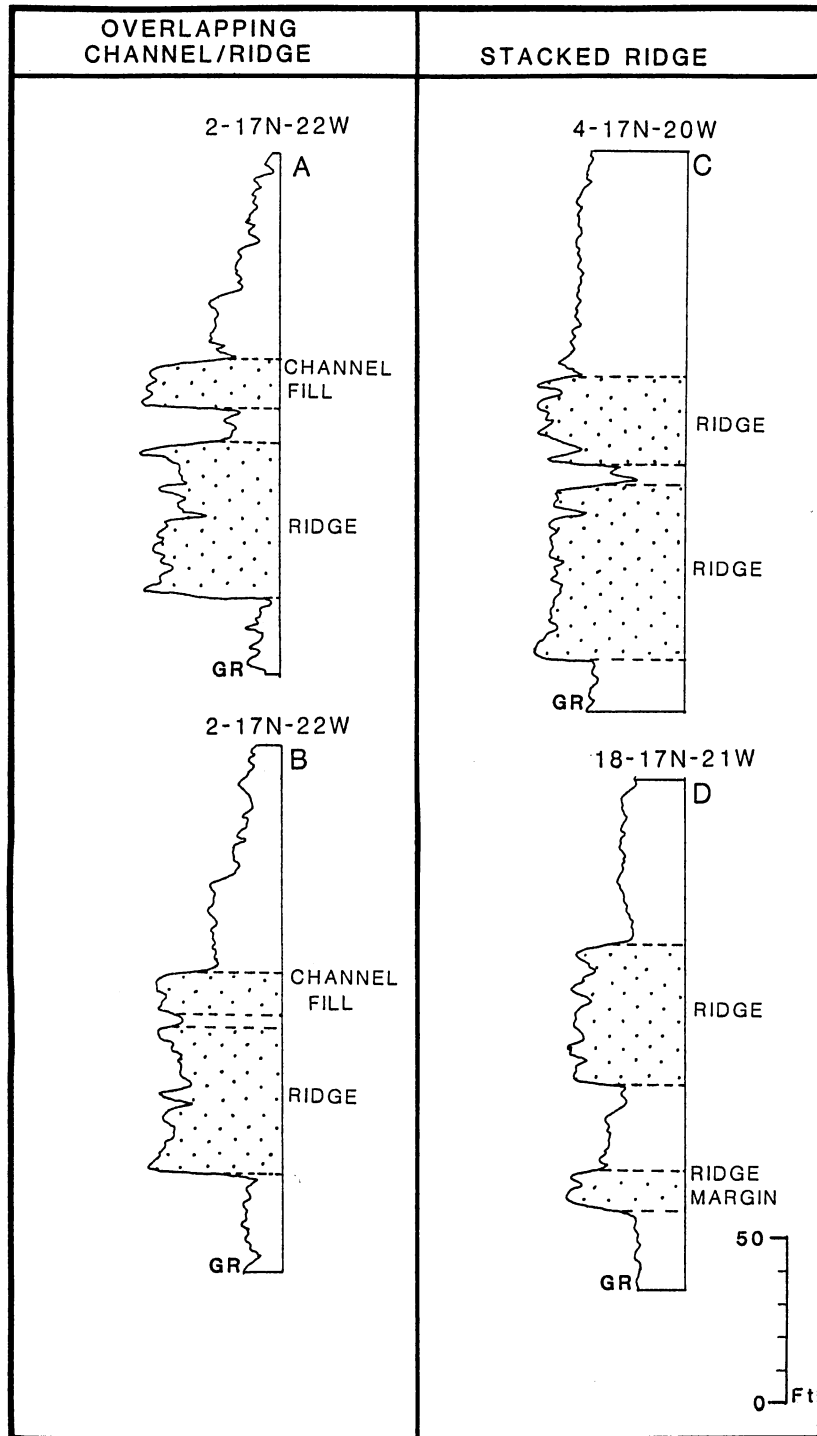 OVERLAPPING
CHANNEL/RIDGE
STACKED RIDGE
2-17N-22W
A
CHANNEL
FILL
RIDGE
GR
2-17N-22W
B
CHANNEL
FILL
RIDGE
GR
4-17N-20W
C
RIDGE
RIDGE
GR
18-17N-21W
D
RIDGE
RIDGE
MARGIN
GR
50
0 Ft